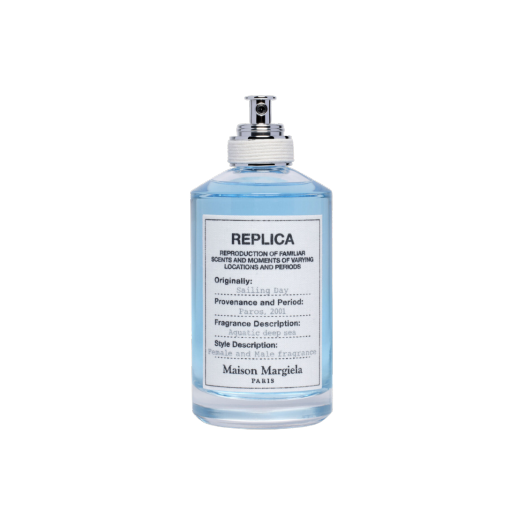 REPLICA
REPRODUCTION OF FAMILIAR
SCENTS AND MOMENTS OF VARYING
LOCATIONS AND PERIODS
Originally:
Sailing Day
Provenance and Period:
Paros, 2001
Fragrance Description:
Aquatic deep sea
Style Description:
Female and Male fragrance
Maison Margiela
PARIS